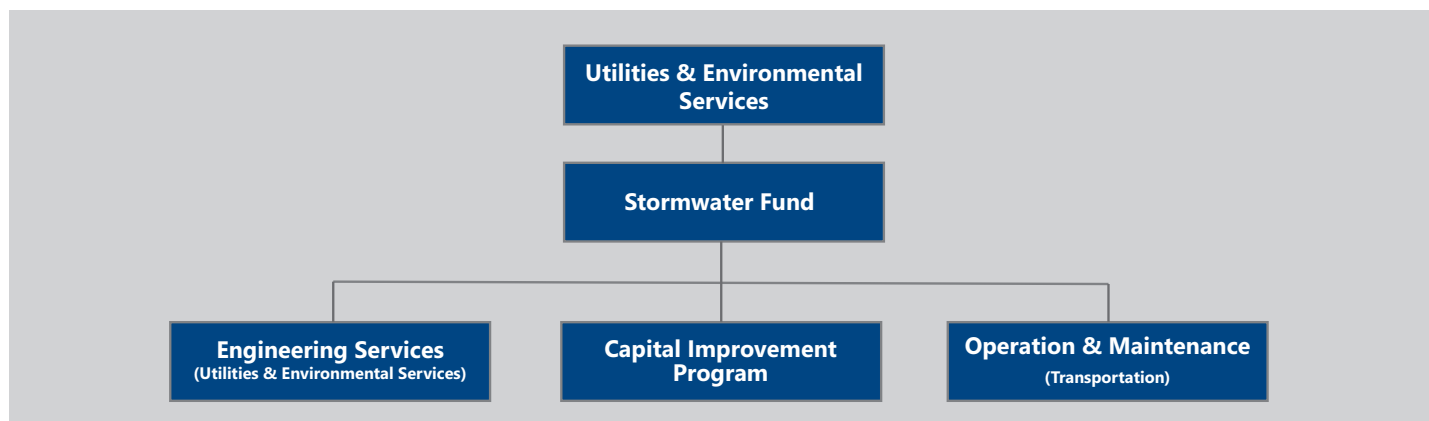 Utilities & Environmental
Services
Stormwater Fund
Engineering Services
(Utilities & Environmental Services)
Capital Improvement
Program
Operation & Maintenance
(Transportation)